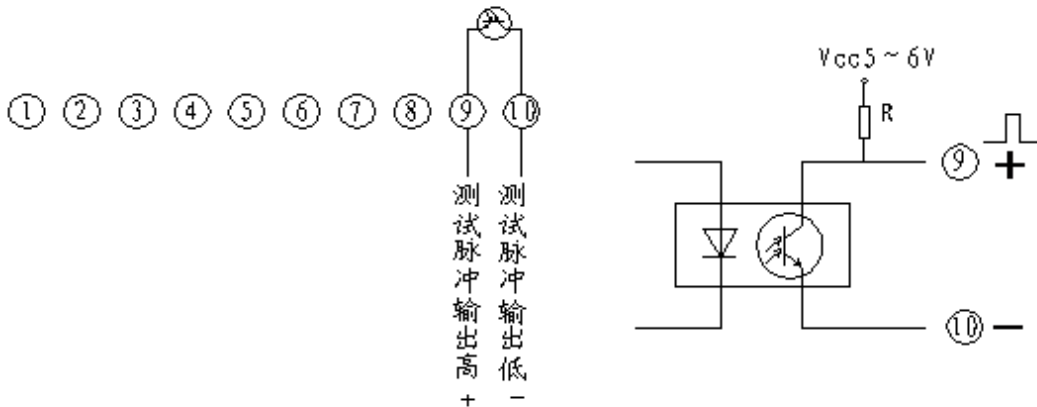 Vcc5~6V
R
① ② ③ ④ ⑤ ⑥ ⑦ ⑧ ⑨ ⑩
⑨ +
测试脉冲输出高+
测试脉冲输出低-
⑩ -